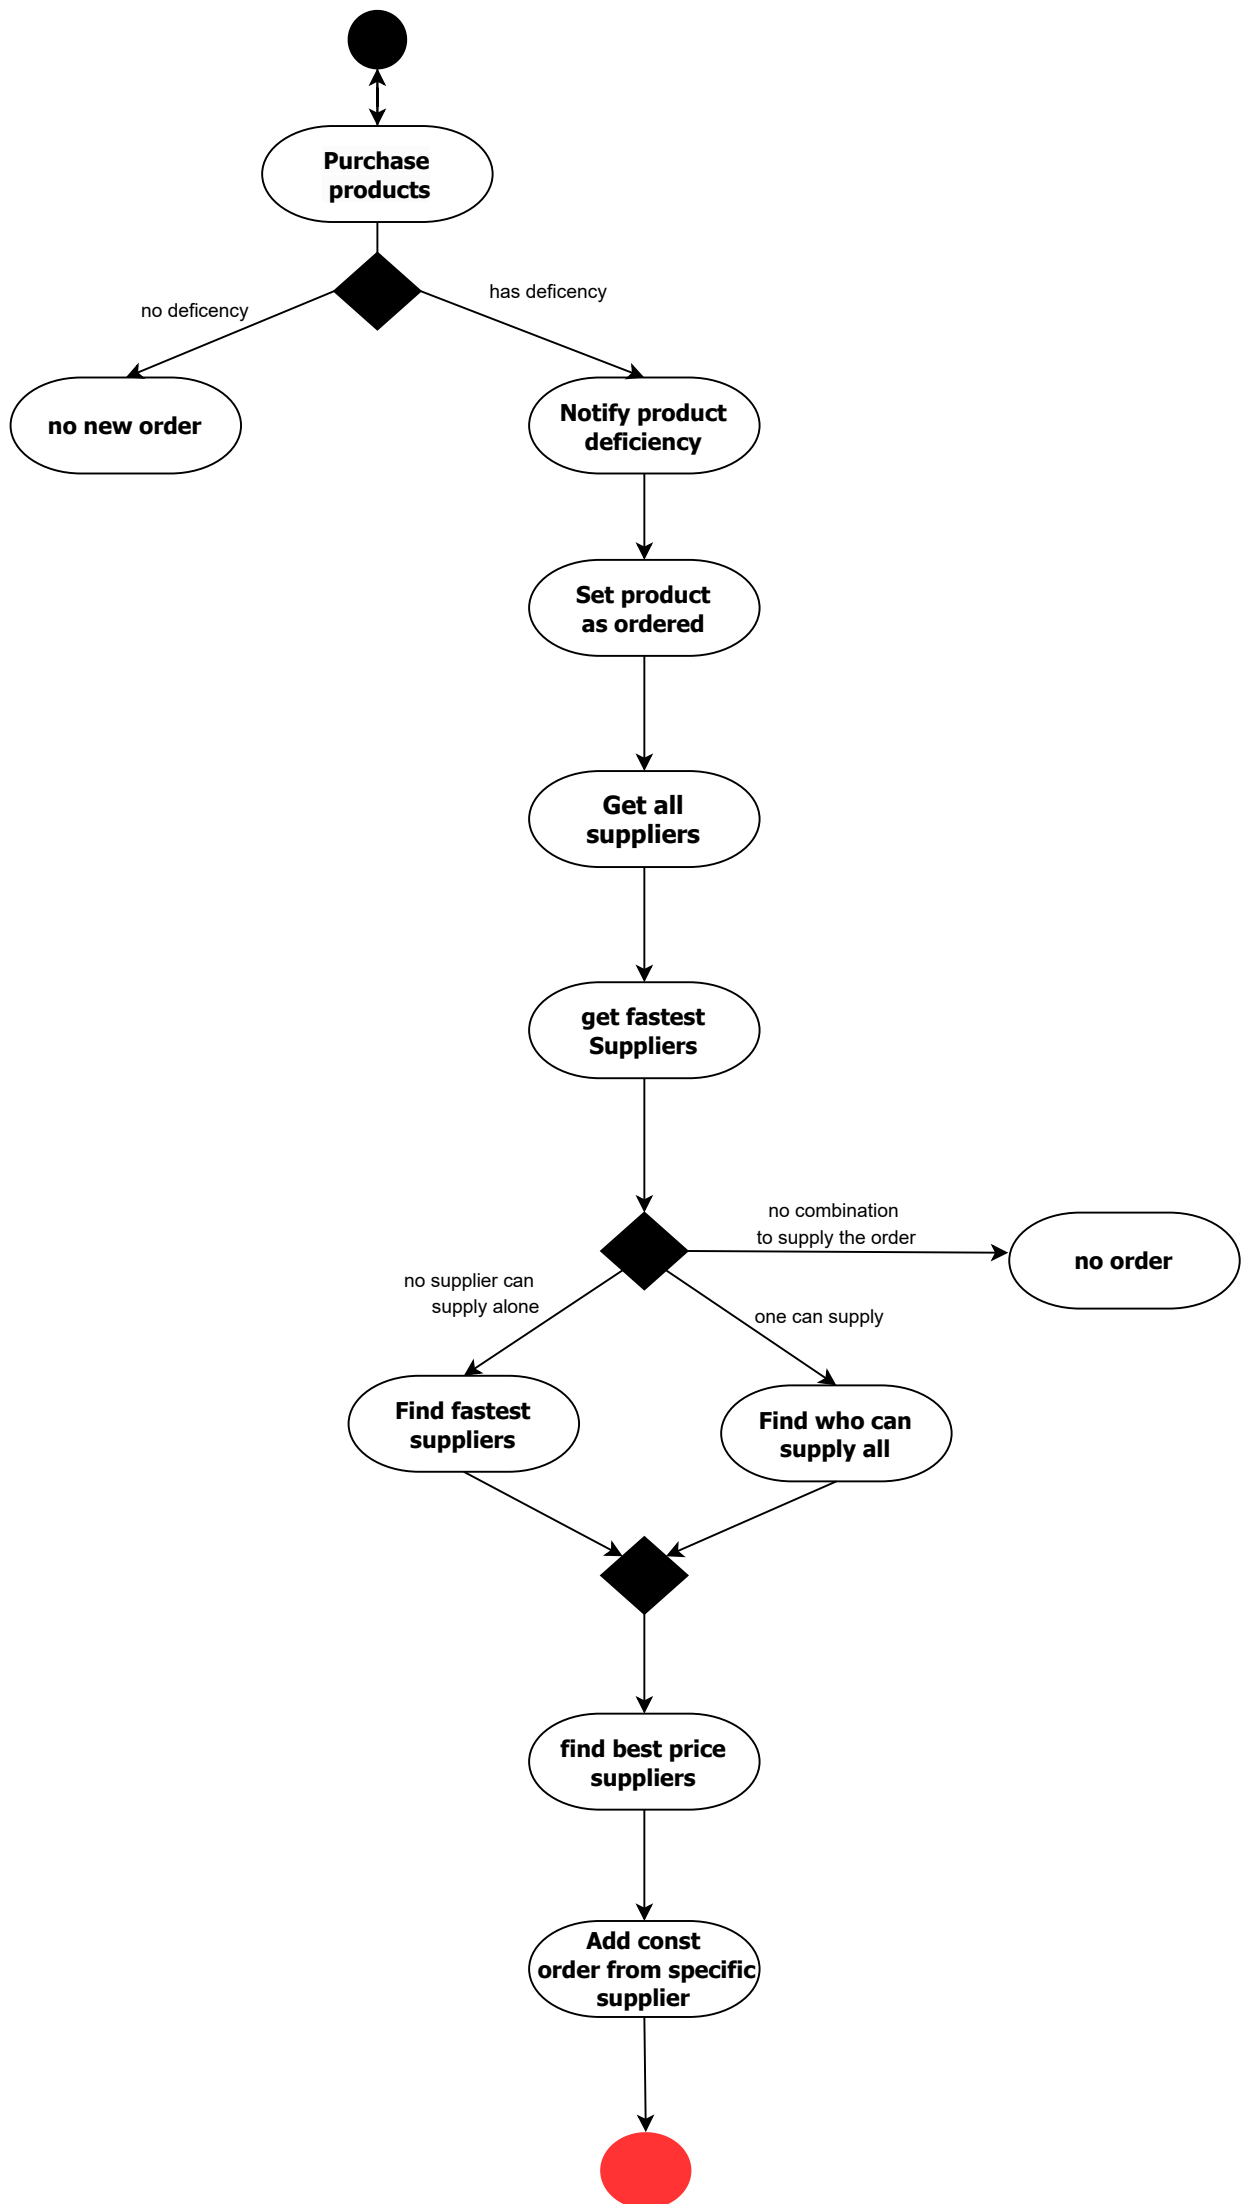 Purchase
products
no deficency
has deficency
no new order
Notify product
deficiency
Set product
as ordered
Get all
suppliers
get fastest
Suppliers
no combination
to supply the order
no order
no supplier can
supply alone
one can supply
Find fastest
suppliers
Find who can
supply all
find best price
suppliers
Add const
order from specific
supplier